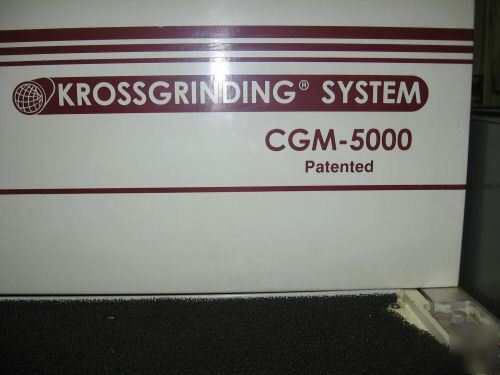 KROSSGRINDING® SYSTEM
CGM-5000
Patented